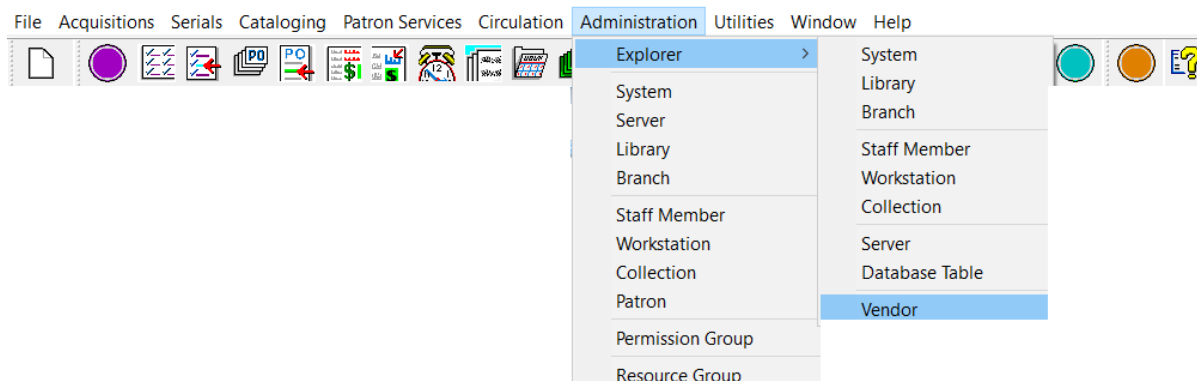 File Acquisitions Serials Cataloging Patron Services Circulation Administration Utilities Window Help
PO
PO
12
Explorer
System
Server
Library
Branch
Staff Member
Workstation
Collection
Patron
Permission Group
Resource Group
System
Library
Branch
Staff Member
Workstation
Collection
Server
Database Table
Vendor